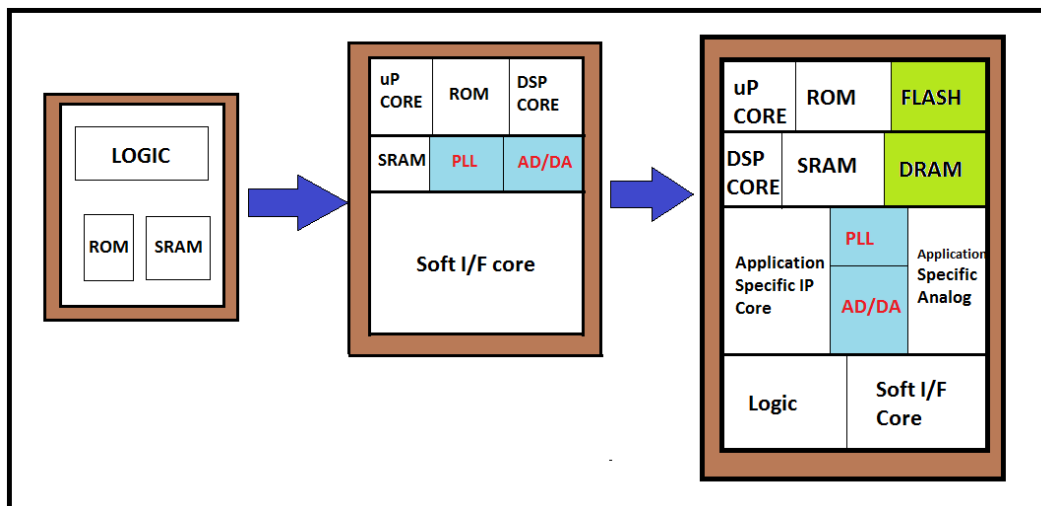 LOGIC
ROM
SRAM
uP
CORE
ROM
DSP
CORE
SRAM
PLL
AD/DA
Soft I/F core
uP
CORE
ROM
FLASH
DSP
CORE
SRAM
DRAM
Application
Specific IP
Core
PLL
AD/DA
Application
Specific
Analog
Logic
Soft I/F
Core